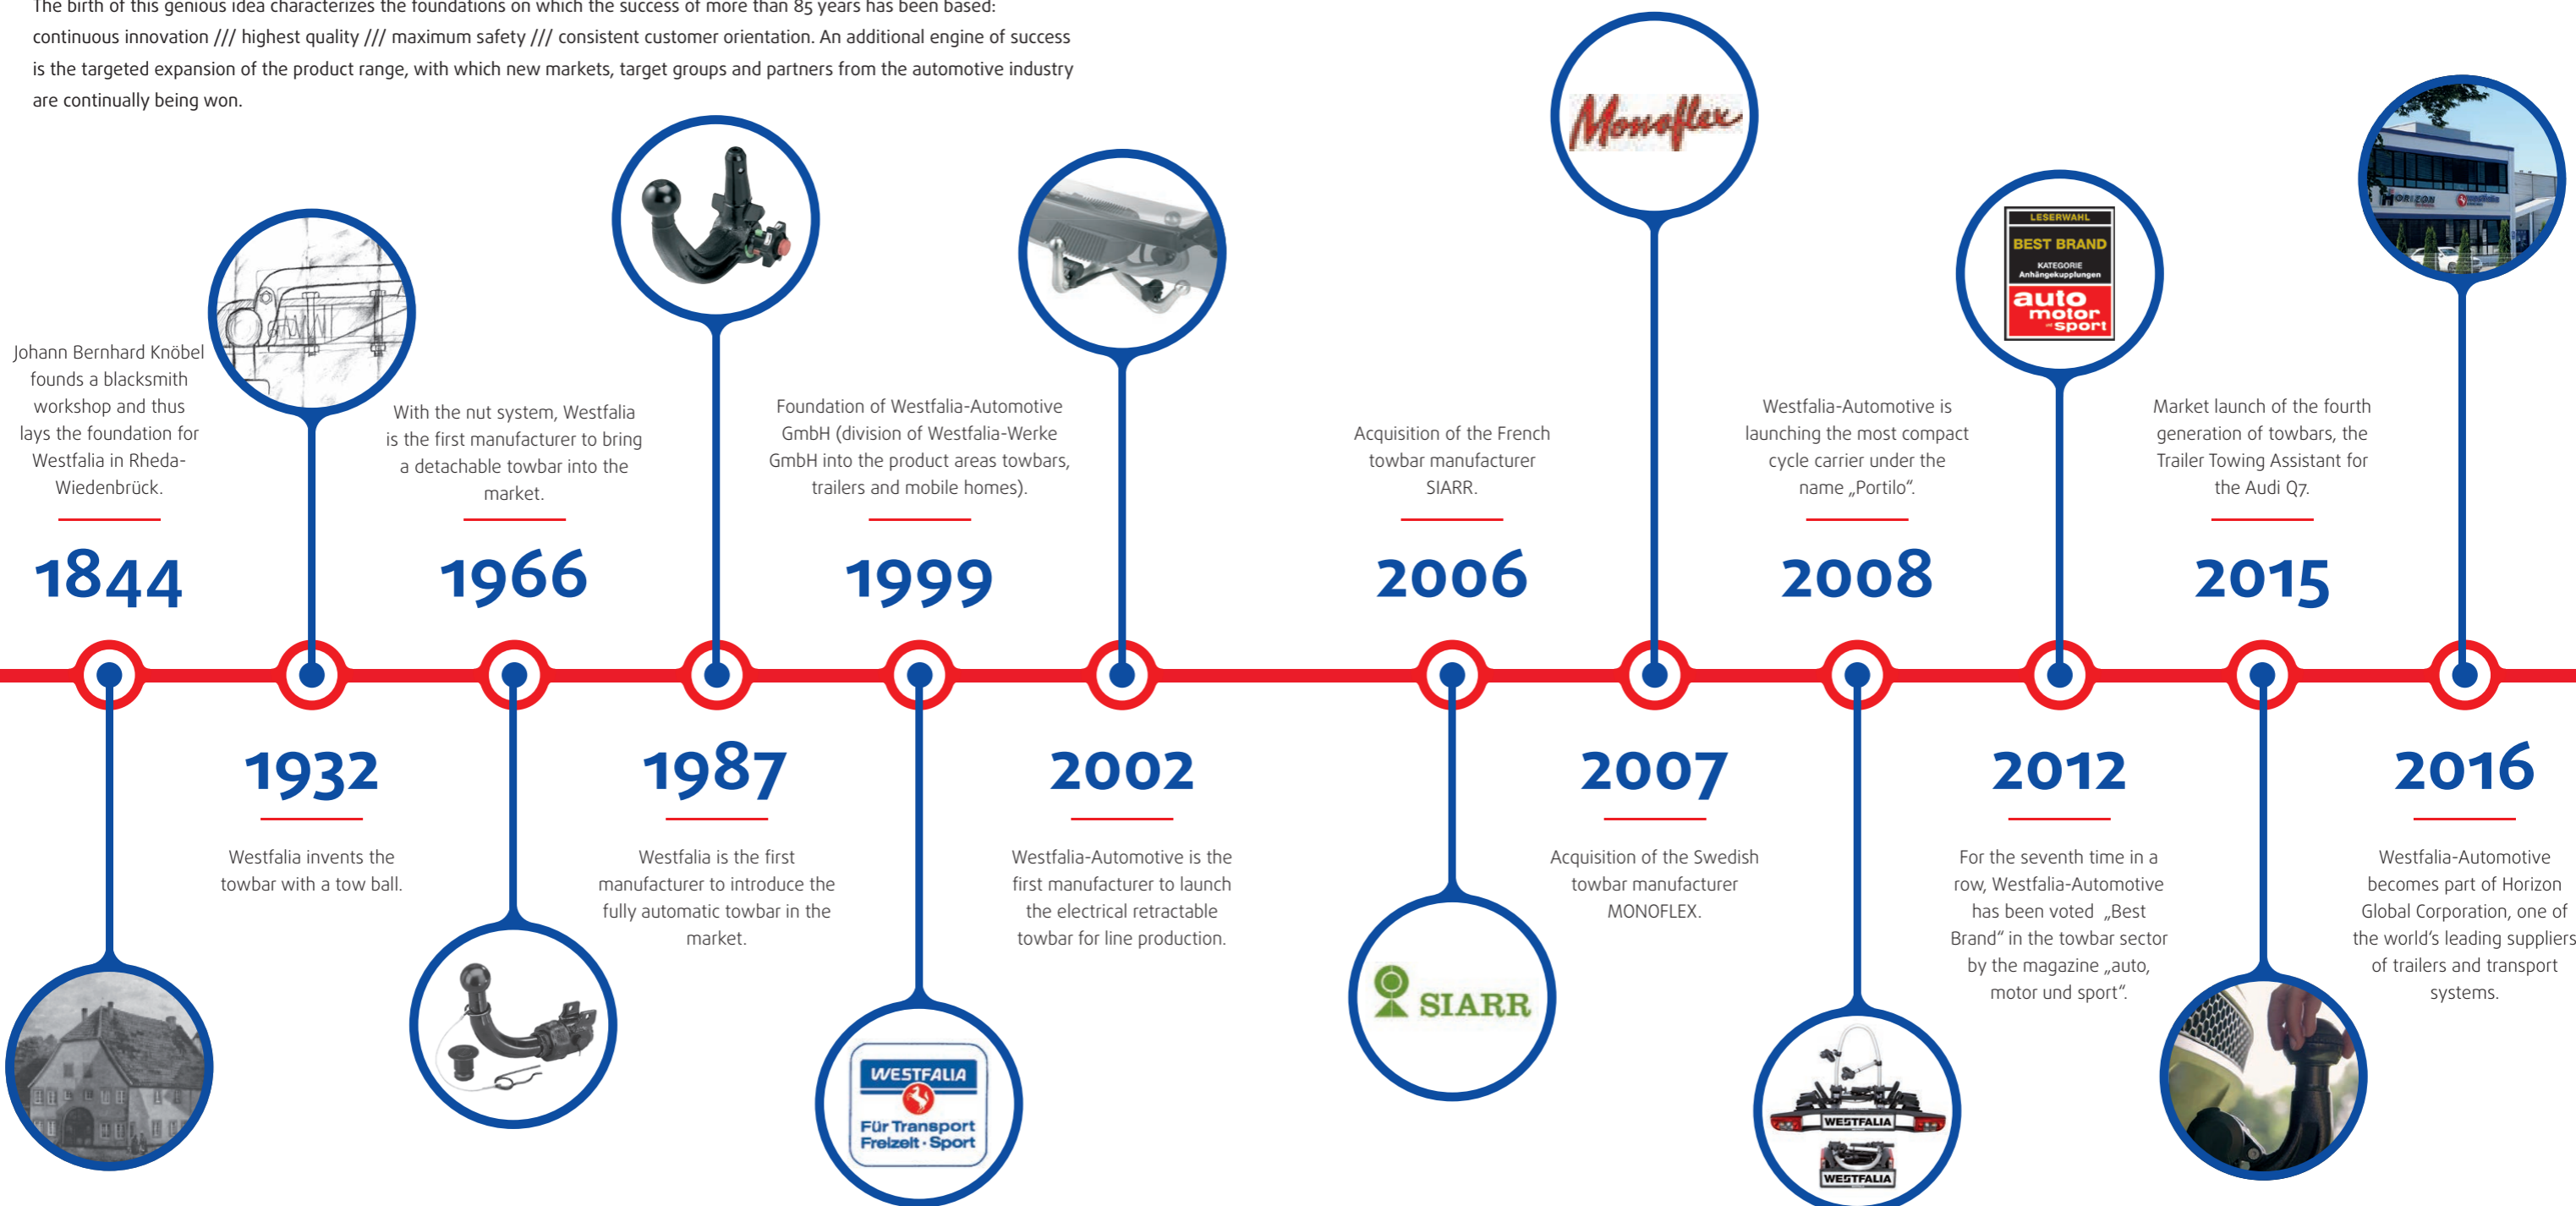 The birth of this genious idea characterizes the foundations on which the success of more than 85 years has been based:
continuous innovation /// highest quality /// maximum safety /// consistent customer orientation. An additional engine of success
is the targeted expansion of the product range, with which new markets, target groups and partners from the automotive industry
are continually being won.
Johann Bernhard Knöbel
founds a blacksmith
workshop and thus
lays the foundation for
Westfalia in Rheda-
Wiedenbrück.
1844
1932
Westfalia invents the
towbar with a tow ball.
With the nut system, Westfalia
is the first manufacturer to bring
a detachable towbar into the
market.
1966
1987
Westfalia is the first
manufacturer to introduce the
fully automatic towbar in the
market.
Foundation of Westfalia-Automotive
GmbH (division of Westfalia-Werke
GmbH into the product areas towbars,
trailers and mobile homes).
1999
WESTFALIA
Für Transport
Freizeit · Sport
2002
Westfalia-Automotive is the
first manufacturer to launch
the electrical retractable
towbar for line production.
Acquisition of the French
towbar manufacturer
SIARR.
2006
SIARR
Monoflex
2007
Acquisition of the Swedish
towbar manufacturer
MONOFLEX.
Westfalia-Automotive is
launching the most compact
cycle carrier under the
name „Portilo“.
2008
WESTFALIA
WESTFALIA
LESERWAHL
BEST BRAND
KATEGORIE
Anhängekupplungen
auto
motor
sport
2012
For the seventh time in a
row, Westfalia-Automotive
has been voted „Best
Brand“ in the towbar sector
by the magazine „auto,
motor und sport“.
Market launch of the fourth
generation of towbars, the
Trailer Towing Assistant for
the Audi Q7.
2015
HORIZON
westfalia
2016
Westfalia-Automotive
becomes part of Horizon
Global Corporation, one of
the world‘s leading suppliers
of trailers and transport
systems.